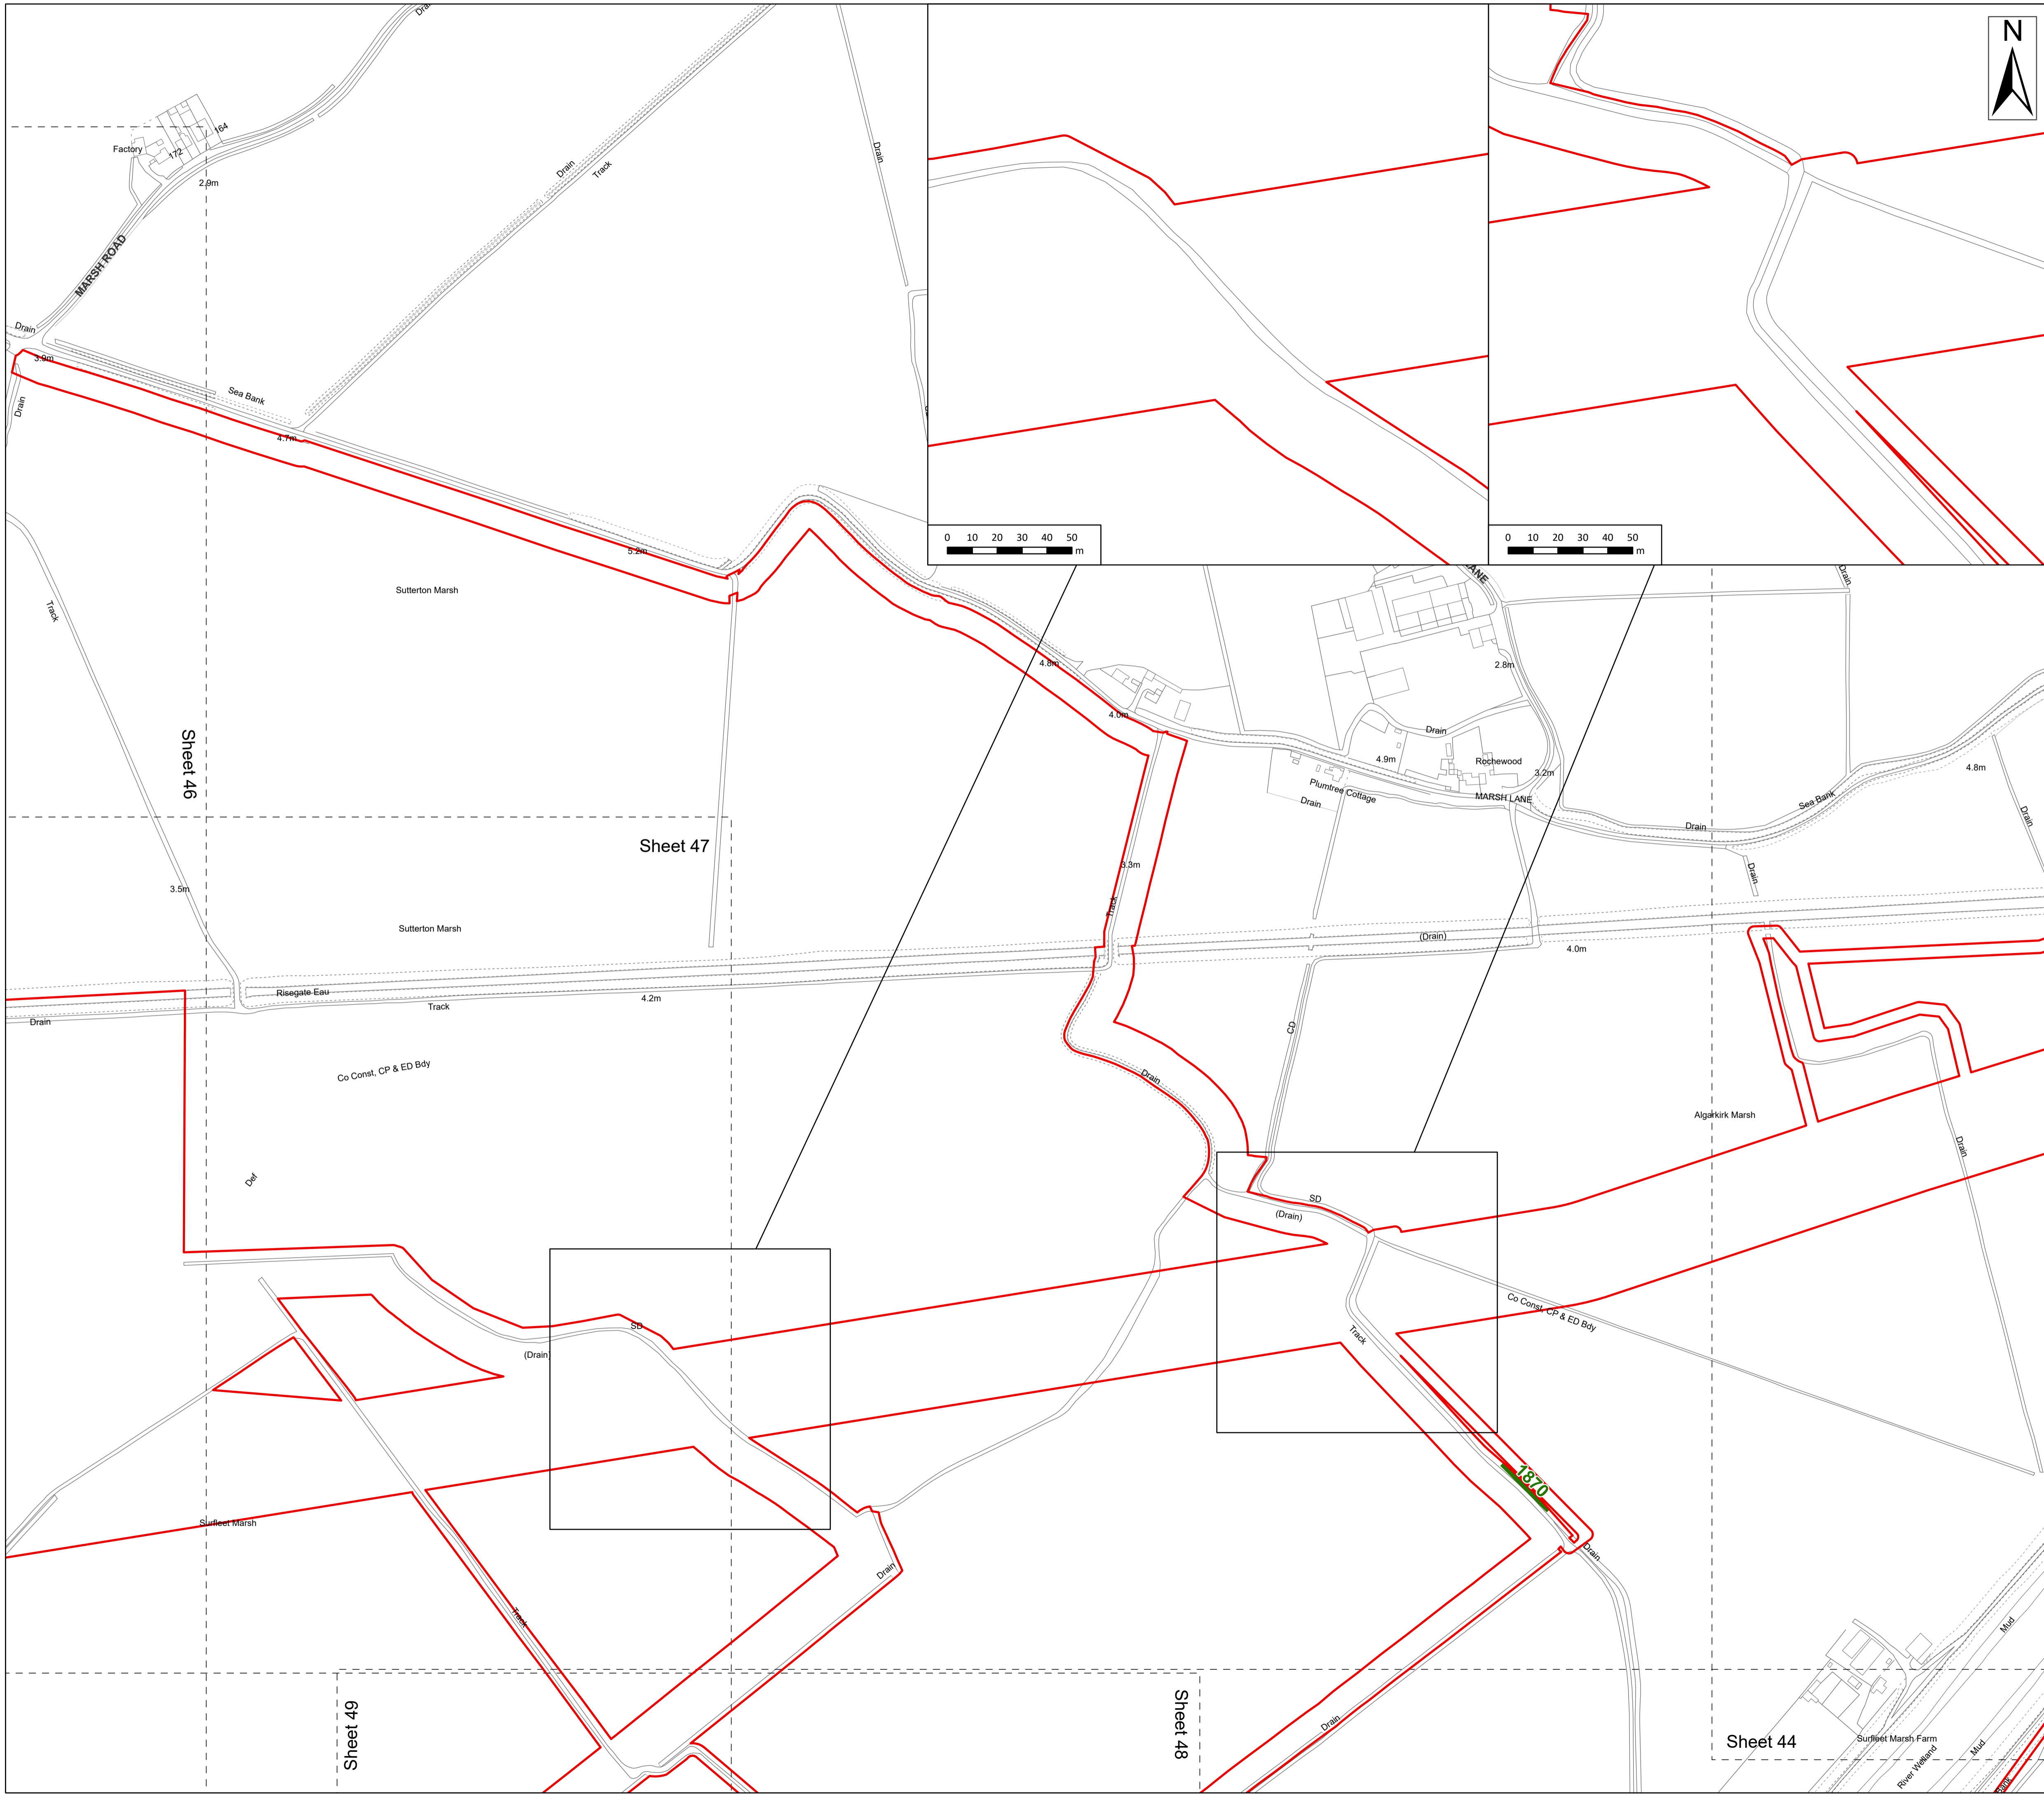 Drain
N
164
Factory
172
2.9m
Drain
Track
Drain
MARSH ROAD
Drain
3.9m
Drain
Sea Bank
4.7m
5.2m
0 10 20 30 40 50 m
0 10 20 30 40 50 m
LANE
Drain
Sutterton Marsh
Track
4.8m
2.8m
4.0m
Drain
4.9m
Rochewood
3.2m
4.8m
Plumtree Cottage
MARSH LANE
Drain
Sea Bank
Drain
Drain
Sheet 46
Sheet 47
3.3m
Drain
3.5m
Track
Sutterton Marsh
(Drain)
4.0m
Risegate Eau
4.2m
Track
Drain
CD
Co Const, CP & ED Bdy
Drain
Algarkirk Marsh
Drain
Def
SD
(Drain)
Co Const, CP & ED Bdy
SD
(Drain)
Track
1870
Surfleet Marsh
Drain
Drain
Track
Mud
Sheet 49
Sheet 48
Drain
Sheet 44
Surfleet Marsh Farm
Mud
River Welland
Bank